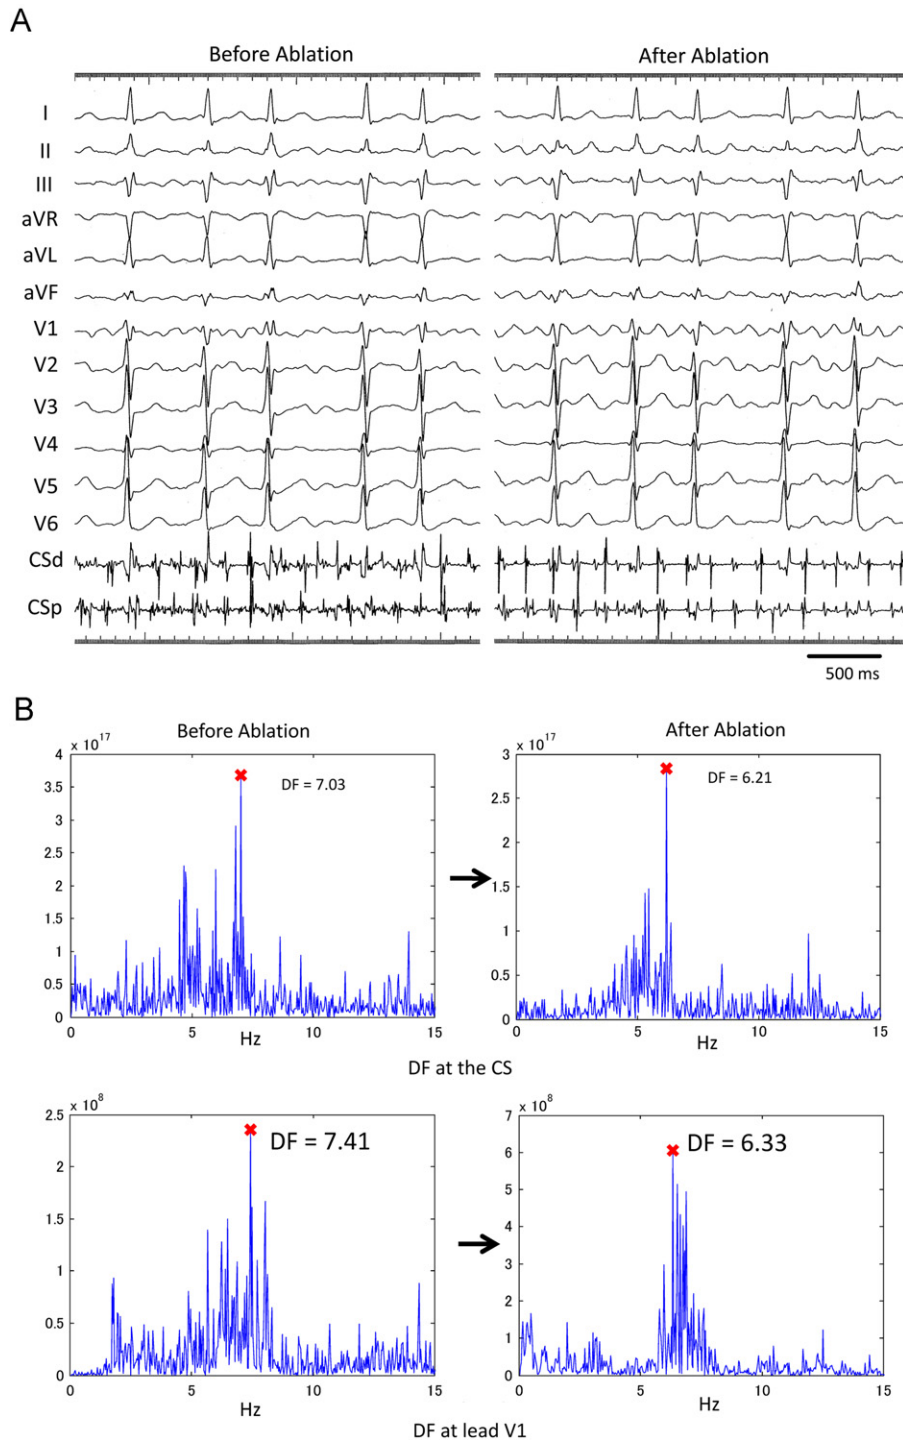 A
Before Ablation
After Ablation
I
II
III
aVR
aVL
aVF
V1
V2
V3
V4
V5
V6
CSd
CSp
500 ms
B
Before Ablation
After Ablation
x 10^17
4
3.5
3
2.5
2
1.5
1
0.5
0
DF = 7.03
0 5 10 15
Hz
x 10^17
3
2.5
2
1.5
1
0.5
0
DF = 6.21
0 5 10 15
Hz
DF at the CS
x 10^8
2.5
2
1.5
1
0.5
0
DF = 7.41
0 5 10 15
Hz
x 10^8
7
6
5
4
3
2
1
0
DF = 6.33
0 5 10 15
Hz
DF at lead V1